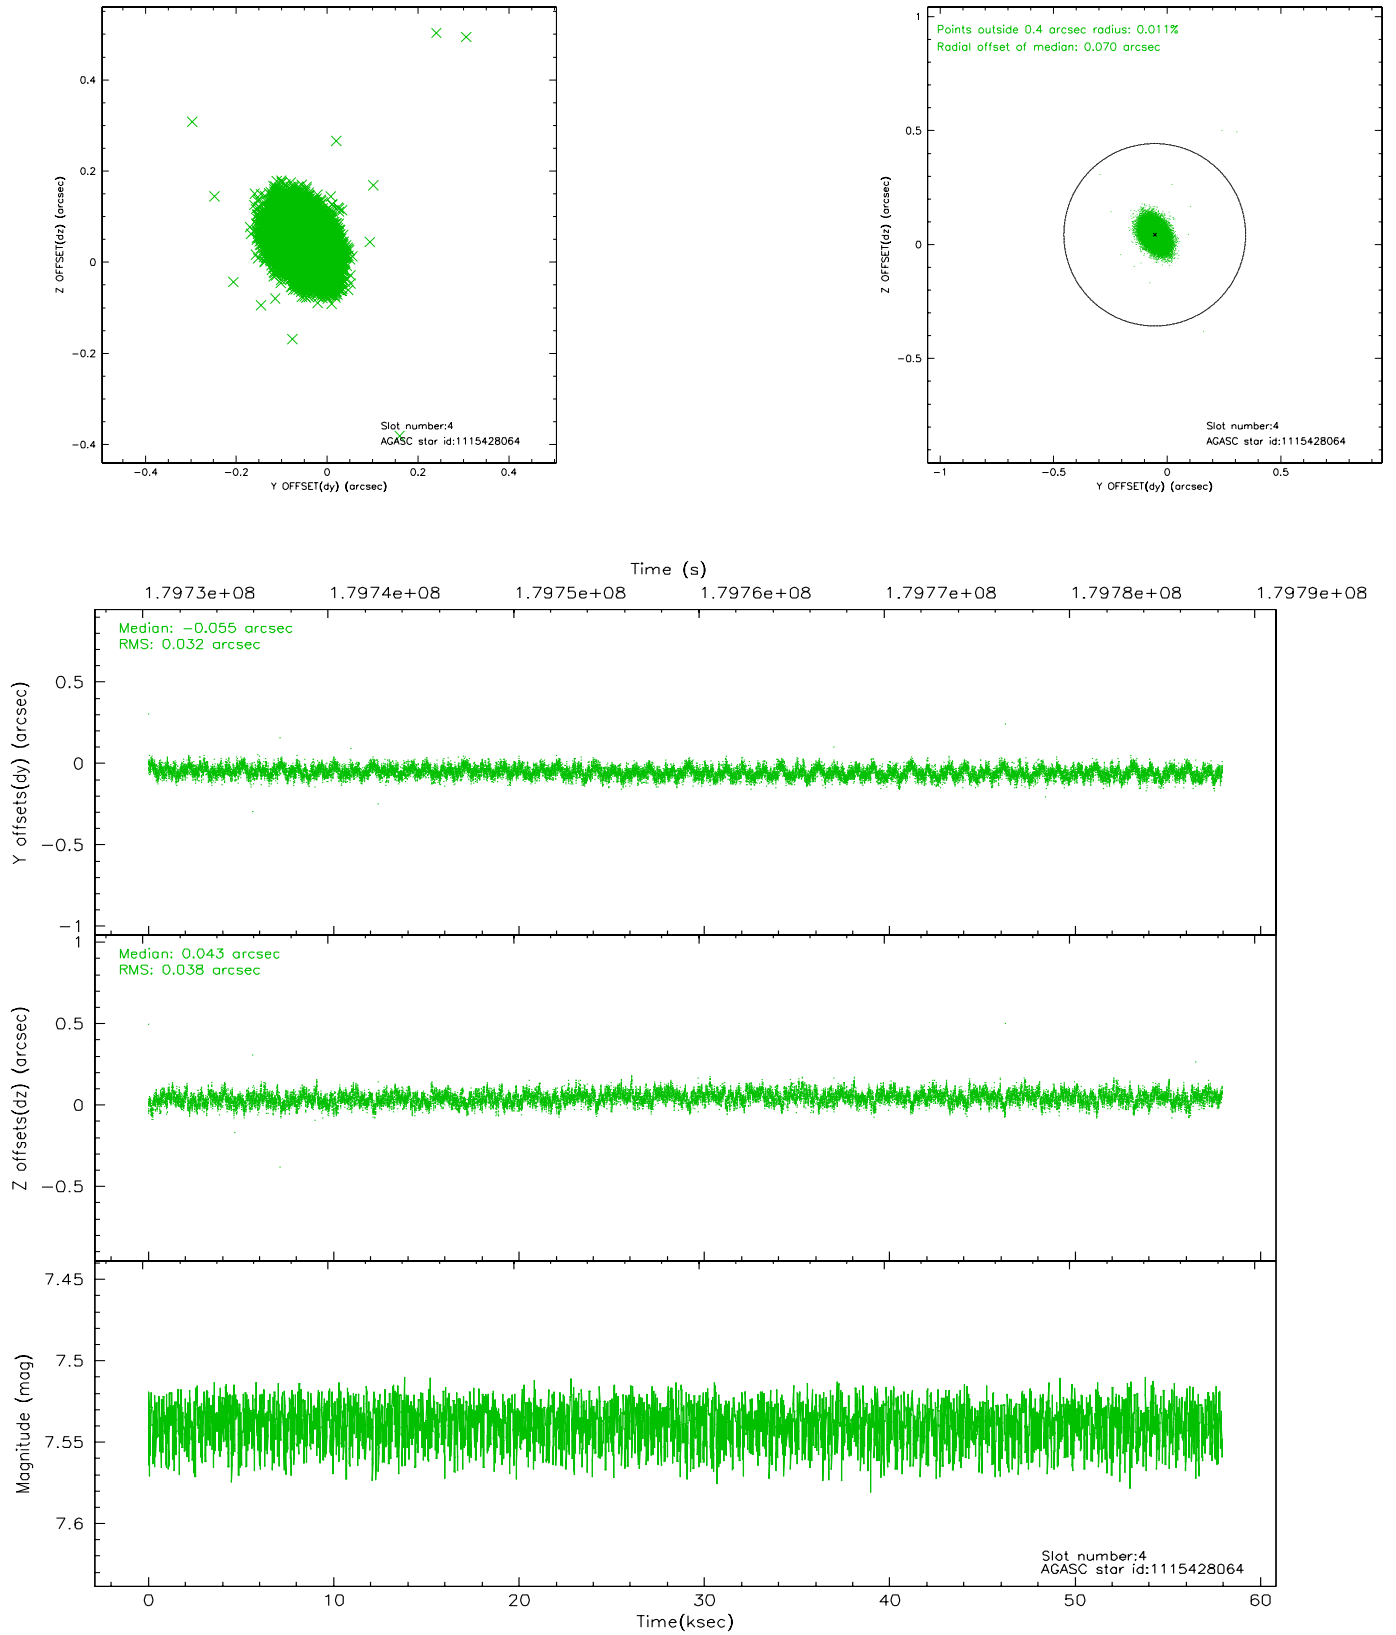 0.4
0.2
0
−0.2
−0.4
Z OFFSET(dz) (arcsec)
Slot number:4
AGASC star id:1115428064
−0.4 −0.2 0 0.2 0.4
Y OFFSET(dy) (arcsec)
Points outside 0.4 arcsec radius: 0.011%
Radial offset of median: 0.070 arcsec
1
0.5
0
−0.5
Z OFFSET(dz) (arcsec)
Slot number:4
AGASC star id:1115428064
−1 −0.5 0 0.5
Y OFFSET(dy) (arcsec)
Time (s)
1.7973e+08 1.7974e+08 1.7975e+08 1.7976e+08 1.7977e+08 1.7978e+08 1.7979e+08
Median: −0.055 arcsec
RMS: 0.032 arcsec
0.5
0
−0.5
−1
Y offsets(dy) (arcsec)
Median: 0.043 arcsec
RMS: 0.038 arcsec
1
0.5
0
−0.5
Z offsets(dz) (arcsec)
7.45
7.5
7.55
7.6
Magnitude (mag)
Slot number:4
AGASC star id:1115428064
0 10 20 30 40 50 60
Time(ksec)